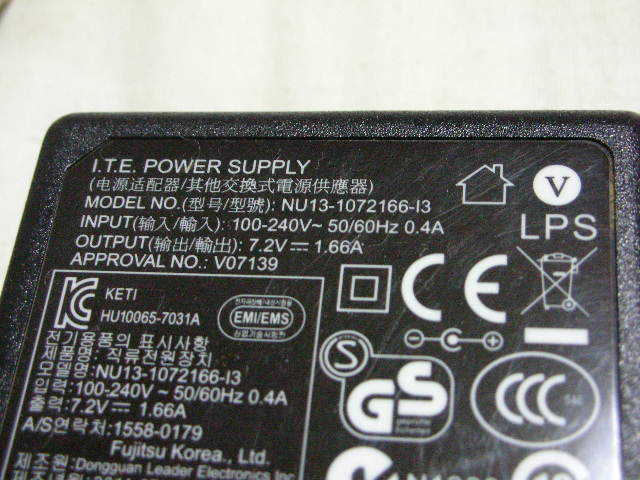 I.T.E. POWER SUPPLY
(电源适配器/其他交換式電源供應器)
MODEL NO.(型号/型號): NU13-1072166-I3
INPUT(输入/輸入): 100-240V~ 50/60Hz 0.4A
OUTPUT(输出/輸出): 7.2V⎓ 1.66A
APPROVAL NO.: V07139
V
LPS
CE
KETI
HU10065-7031A
EMI/EMS
전기용품의 표시사항
제품명: 직류전원장치
모델명:NU13-1072166-I3
입력:100-240V ~ 50/60Hz 0.4A
출력:7.2V⎓ 1.66A
A/S연락처:1558-0179
Fujitsu Korea., Ltd.
제조원:Dongguan Leader Electronics Inc
S
GS
CCC
S&E